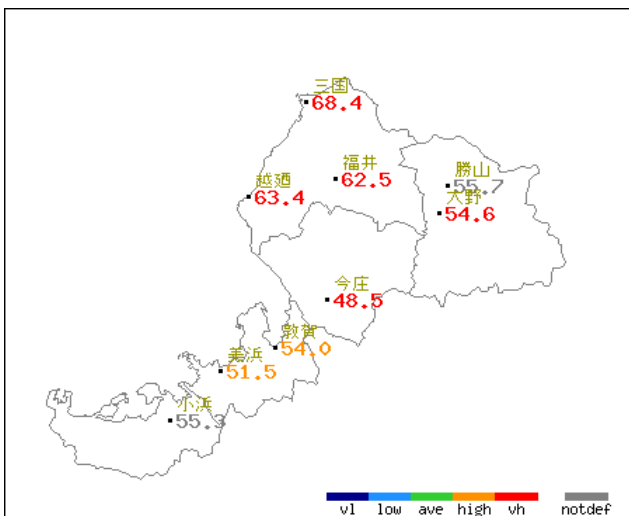 三国
68.4
福井
62.5
越廼
63.4
勝山
55.7
大野
54.6
今庄
48.5
敦賀
54.0
美浜
51.5
小浜
55.3
vl low ave high vh notdef